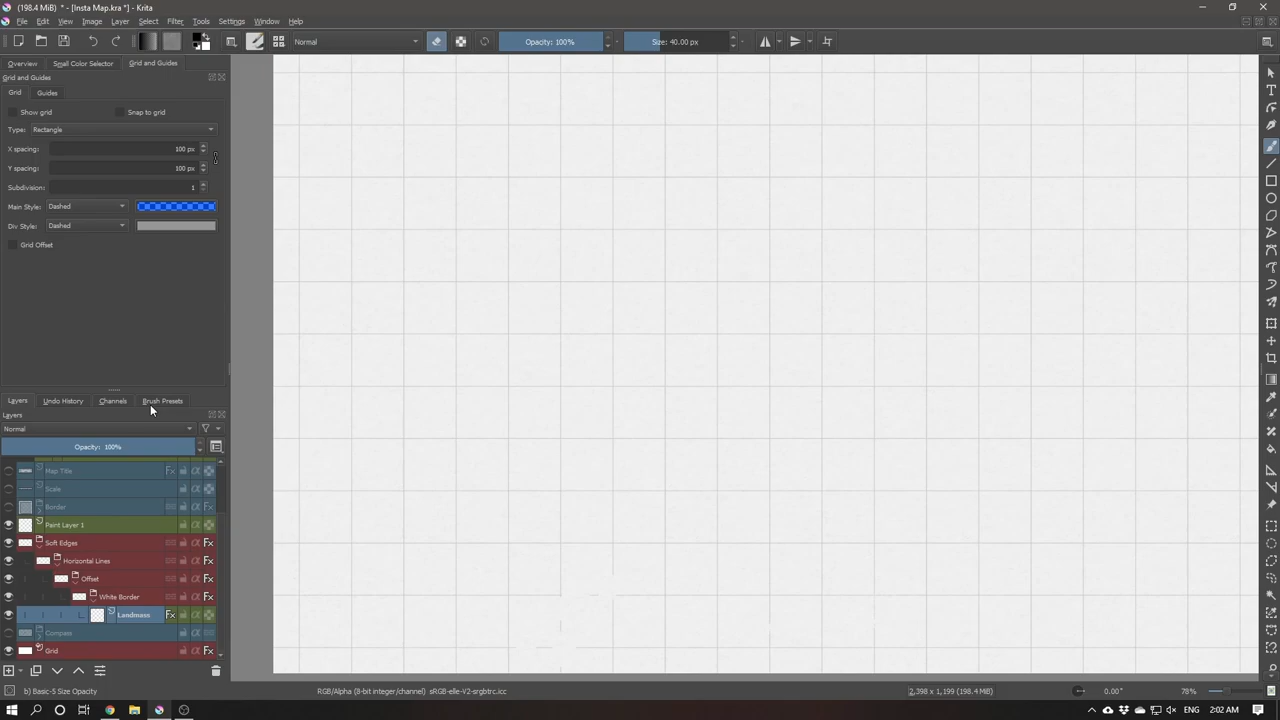 (198.4 MiB) * - [Insta Map.kra] - Krita
File Edit View Image Layer Select Filter Tools Settings Window Help
Normal Opacity: 100% Size: 40.00 px
Overview Small Color Selector Grid and Guides
Grid and Guides
Grid Guides
Show grid Snap to grid
Type: Rectangle
X spacing: 100 px
Y spacing: 100 px
Subdivision: 1
Main Style: Dashed
Div Style: Dashed
Grid Offset
Layers Undo History Channels Brush Presets
Layers
Normal
Opacity: 100%
Map Title
Scale
Border
Paint Layer 1
Soft Edges
Horizontal Lines
Offset
White Border
Landmass
Compass
Grid
b) Basic-5 Size Opacity RGB/Alpha (8-bit integer/channel) sRGB-elle-V2-srgbtrc.icc 2,398 x 1,199 (198.4 MiB) 0.00° 78%
ENG 2:02 AM